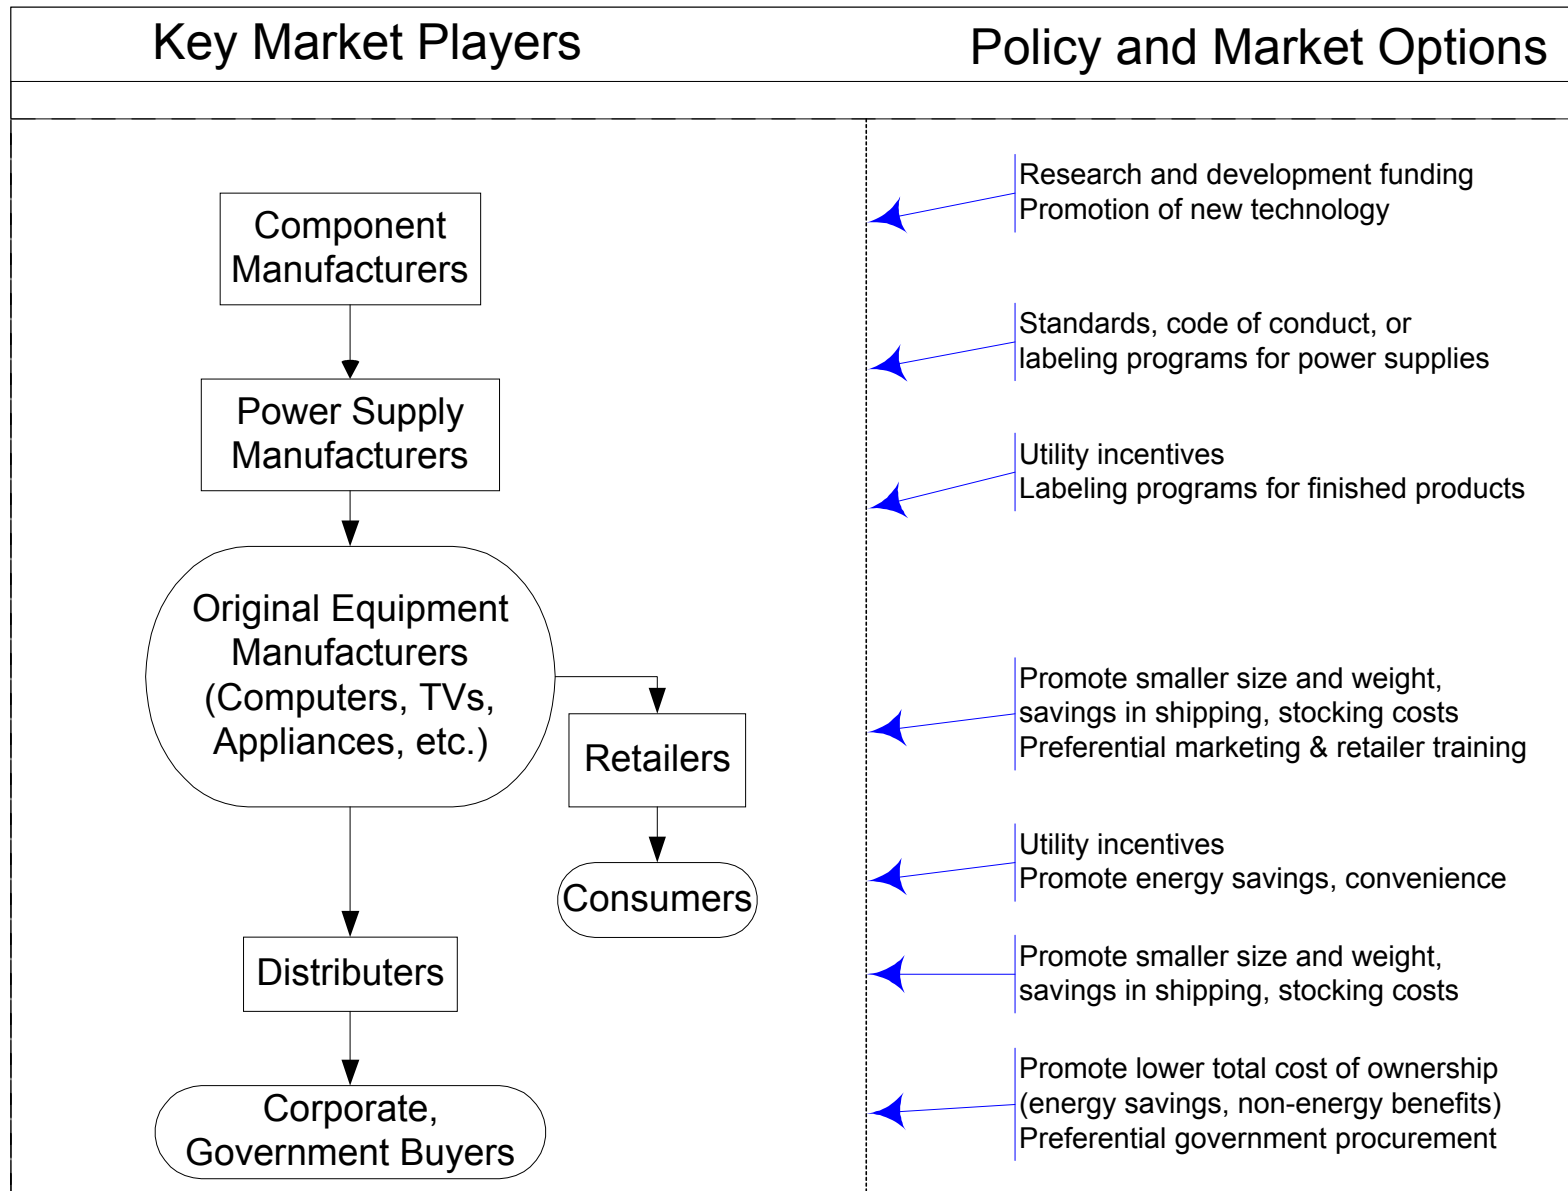 Key Market Players
Policy and Market Options
Component
Manufacturers
Power Supply
Manufacturers
Original Equipment
Manufacturers
(Computers, TVs,
Appliances, etc.)
Retailers
Consumers
Distributers
Corporate,
Government Buyers
Research and development funding
Promotion of new technology
Standards, code of conduct, or
labeling programs for power supplies
Utility incentives
Labeling programs for finished products
Promote smaller size and weight,
savings in shipping, stocking costs
Preferential marketing & retailer training
Utility incentives
Promote energy savings, convenience
Promote smaller size and weight,
savings in shipping, stocking costs
Promote lower total cost of ownership
(energy savings, non-energy benefits)
Preferential government procurement